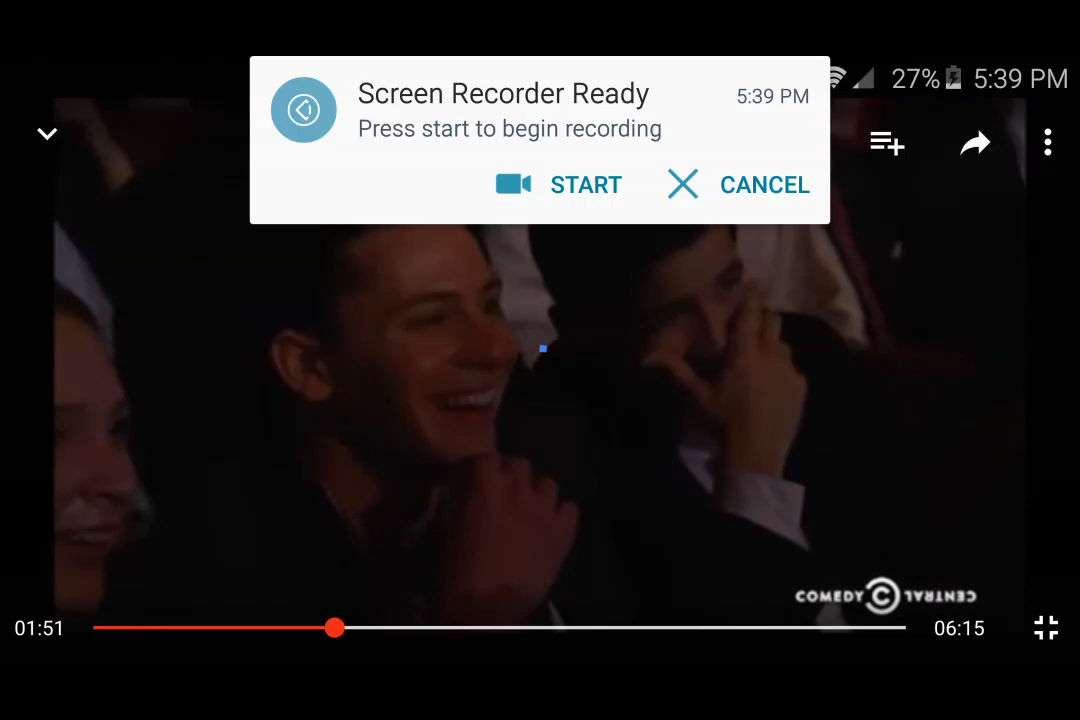 Screen Recorder Ready
5:39 PM
Press start to begin recording
START
CANCEL
27%
5:39 PM
COMEDY CENTRAL
01:51
06:15